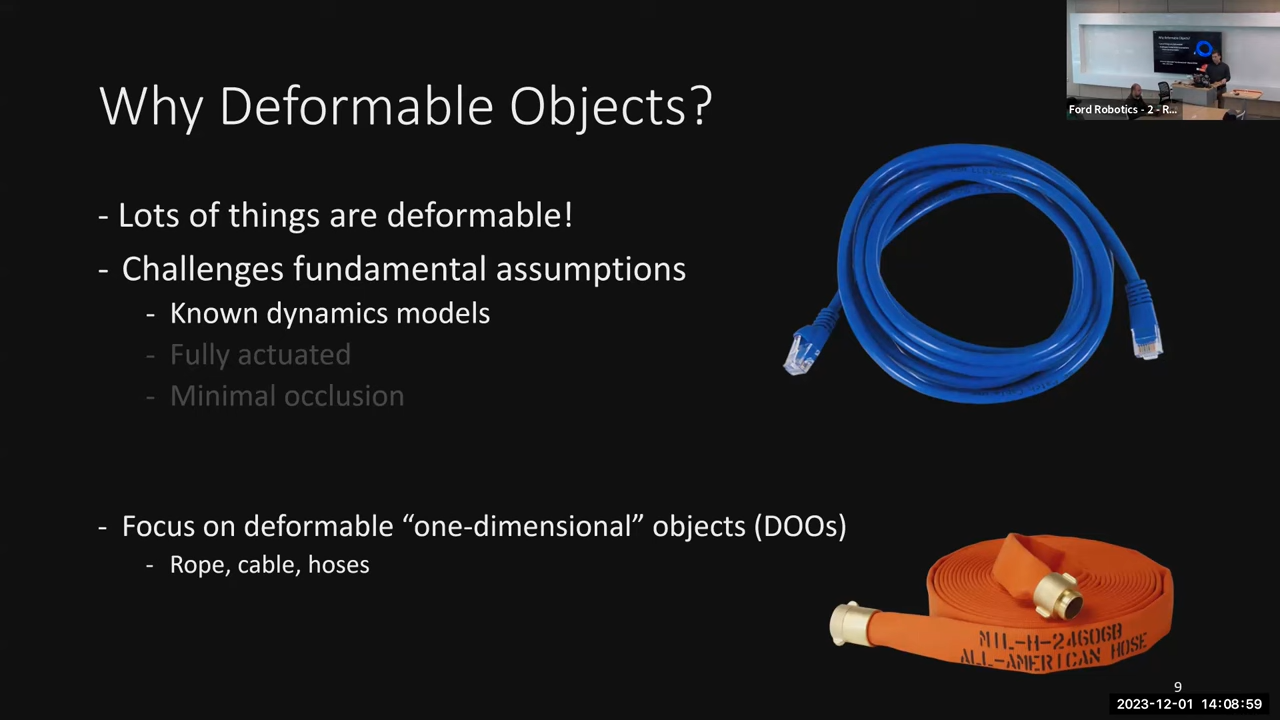 Why Deformable Objects?
Ford Robotics - 2 - R...
- Lots of things are deformable!
- Challenges fundamental assumptions
- Known dynamics models
- Fully actuated
- Minimal occlusion
- Focus on deformable “one-dimensional” objects (DOOs)
- Rope, cable, hoses
MIL-H-24606B
ALL-AMERICAN HOSE
9
2023-12-01 14:08:59